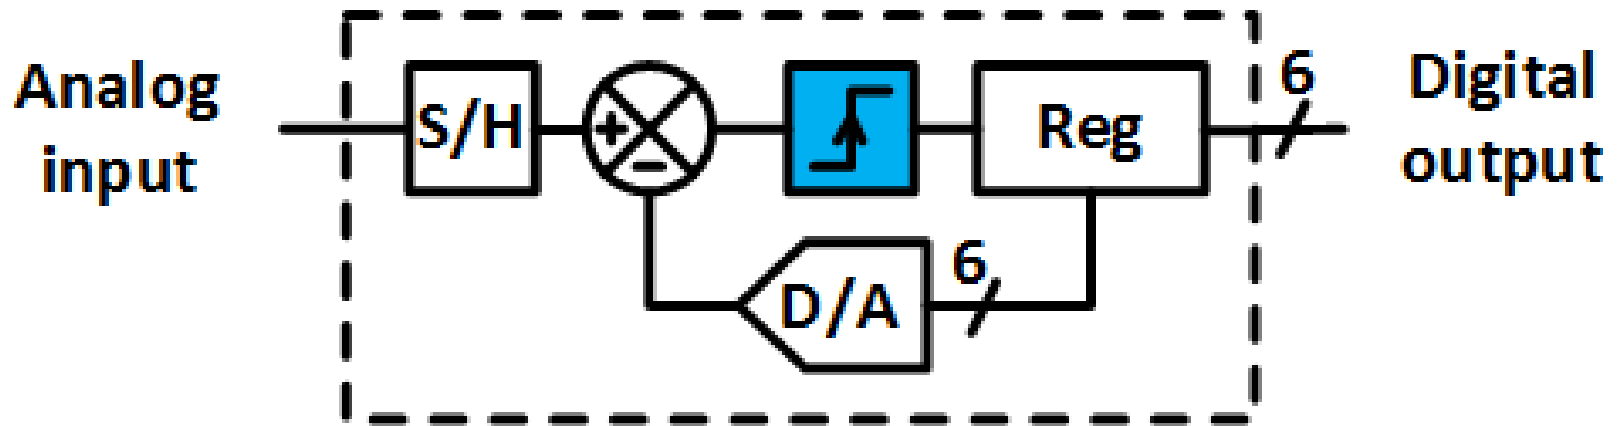 Analog
input
S/H
+
−
Reg
6
Digital
output
6
D/A